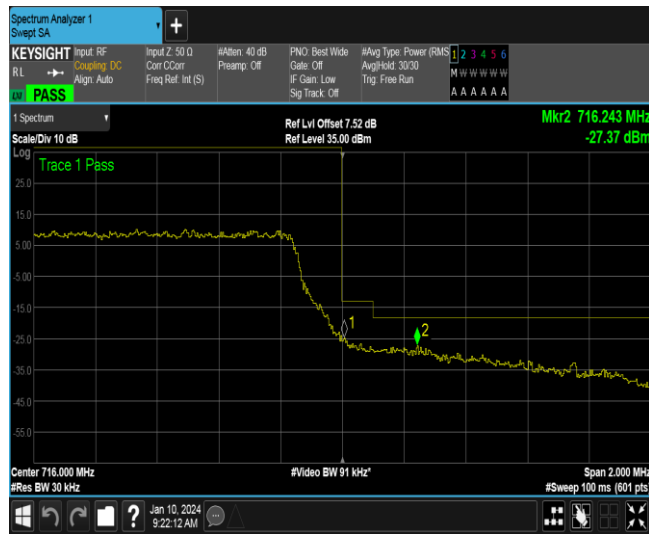 Spectrum Analyzer 1
Swept SA
KEYSIGHT
RL
Input: RF
Coupling: DC
Align: Auto
Input Z: 50 Ω
Corr CCorr
Freq Ref: Int (S)
#Atten: 40 dB
Preamp: Off
PNO: Best Wide
Gate: Off
IF Gain: Low
Sig Track: Off
#Avg Type: Power (RMS
Avg|Hold: 30/30
Trig: Free Run
1 2 3 4 5 6
M W W W W W
A A A A A A
PASS
1 Spectrum
Scale/Div 10 dB
Ref Lvl Offset 7.52 dB
Ref Level 35.00 dBm
Mkr2 716.243 MHz
-27.37 dBm
Log
Trace 1 Pass
25.0
15.0
5.00
-5.00
-15.0
-25.0
-35.0
-45.0
-55.0
1
2
Center 716.000 MHz
#Res BW 30 kHz
#Video BW 91 kHz*
Span 2.000 MHz
#Sweep 100 ms (601 pts)
?
Jan 10, 2024
9:22:12 AM